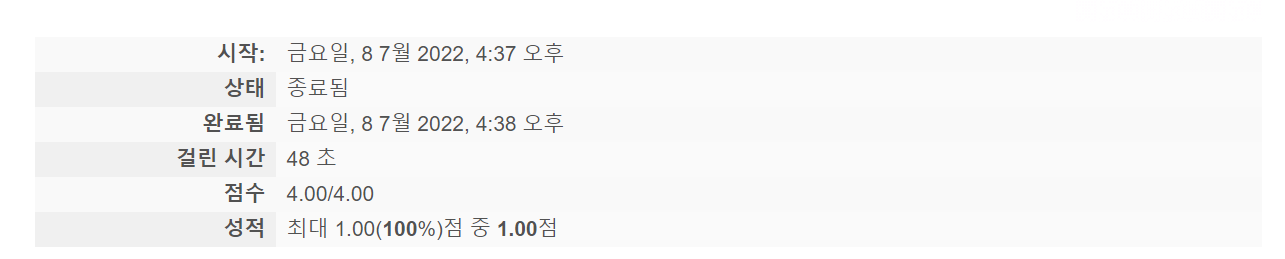 시작: 금요일, 8 7월 2022, 4:37 오후
상태 종료됨
완료됨 금요일, 8 7월 2022, 4:38 오후
걸린 시간 48 초
점수 4.00/4.00
성적 최대 1.00(100%)점 중 1.00점